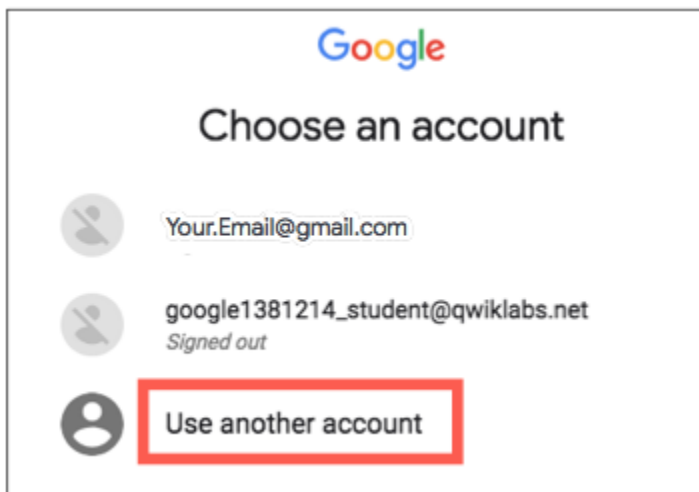 Google
Choose an account
Your.Email@gmail.com
google1381214_student@qwiklabs.net
Signed out
Use another account